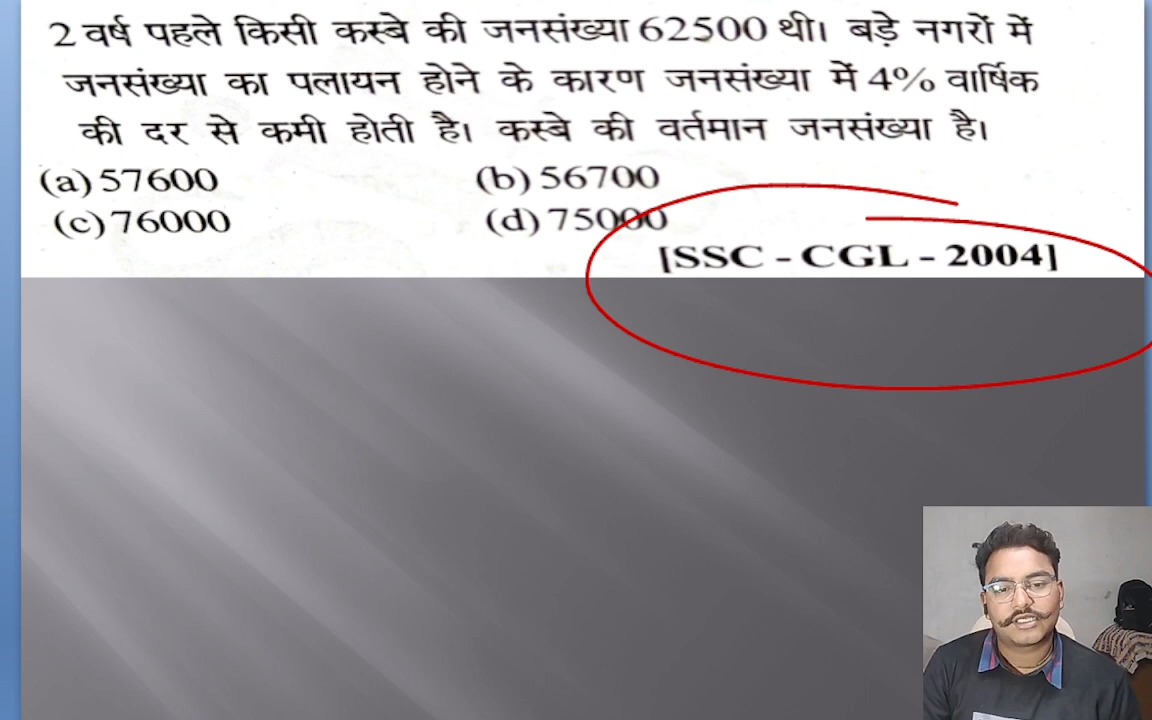 2 वर्ष पहले किसी कस्बे की जनसंख्या 62500 थी। बड़े नगरों में
जनसंख्या का पलायन होने के कारण जनसंख्या में 4% वार्षिक
की दर से कमी होती है। कस्बे की वर्तमान जनसंख्या है।
(a) 57600 (b) 56700
(c) 76000 (d) 75000
[SSC - CGL - 2004]